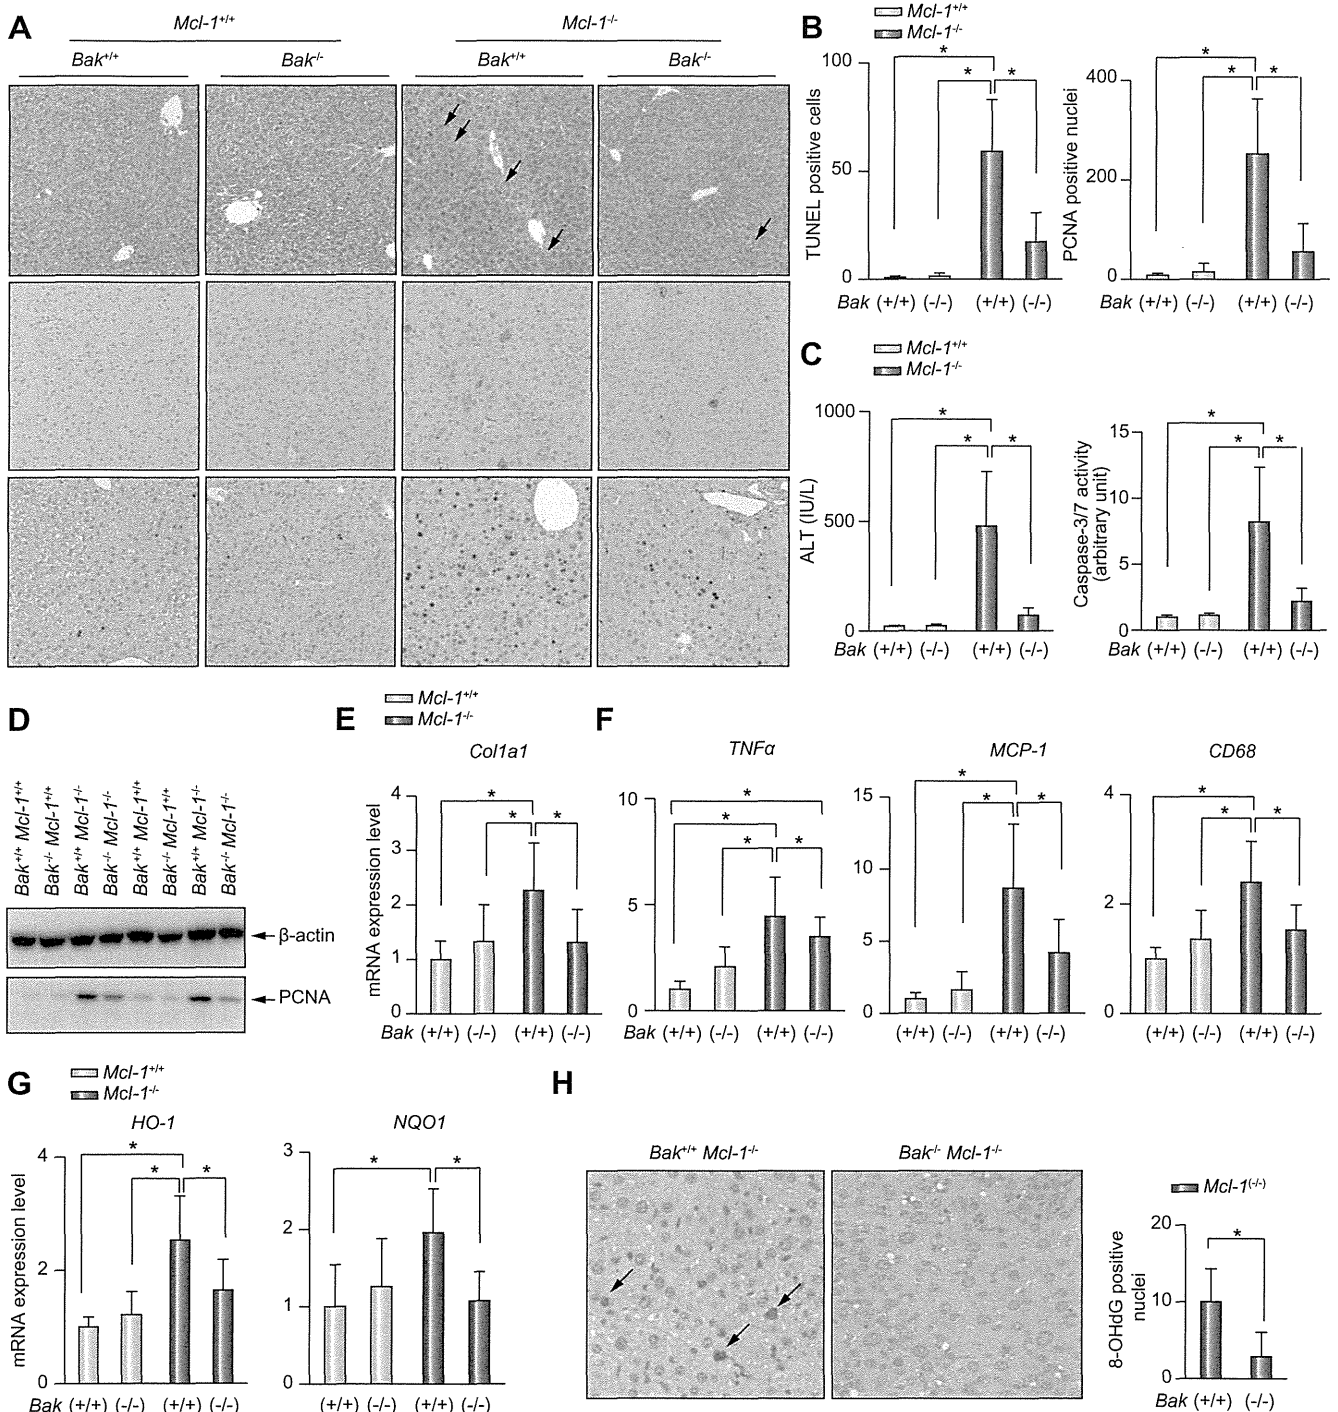 A
Mcl-1+/+
Mcl-1-/-
Bak+/+
Bak-/-
Bak+/+
Bak-/-
B
Mcl-1+/+
Mcl-1-/-
TUNEL positive cells
100
50
0
* * *
Bak (+/+) (-/-) (+/+) (-/-)
PCNA positive nuclei
400
200
0
* * *
Bak (+/+) (-/-) (+/+) (-/-)
C
Mcl-1+/+
Mcl-1-/-
ALT (IU/L)
1000
500
0
* * *
Bak (+/+) (-/-) (+/+) (-/-)
Caspase-3/7 activity
(arbitrary unit)
15
10
5
0
* * *
Bak (+/+) (-/-) (+/+) (-/-)
D
Bak+/+ Mcl-1+/+
Bak-/- Mcl-1+/+
Bak+/+ Mcl-1-/-
Bak-/- Mcl-1-/-
Bak+/+ Mcl-1+/+
Bak-/- Mcl-1+/+
Bak+/+ Mcl-1-/-
Bak-/- Mcl-1-/-
β-actin
PCNA
E
Mcl-1+/+
Mcl-1-/-
Col1a1
mRNA expression level
4
3
2
1
0
* * *
Bak (+/+) (-/-) (+/+) (-/-)
F
TNFα
10
5
0
* * * *
(+/+) (-/-) (+/+) (-/-)
MCP-1
15
10
5
0
* * *
(+/+) (-/-) (+/+) (-/-)
CD68
4
2
0
* * *
(+/+) (-/-) (+/+) (-/-)
G
Mcl-1+/+
Mcl-1-/-
HO-1
mRNA expression level
4
2
0
* * *
Bak (+/+) (-/-) (+/+) (-/-)
NQO1
3
2
1
0
* *
(+/+) (-/-) (+/+) (-/-)
H
Bak+/+ Mcl-1-/-
Bak-/- Mcl-1-/-
Mcl-1(-/-)
8-OHdG positive
nuclei
20
10
0
*
Bak (+/+) (-/-)